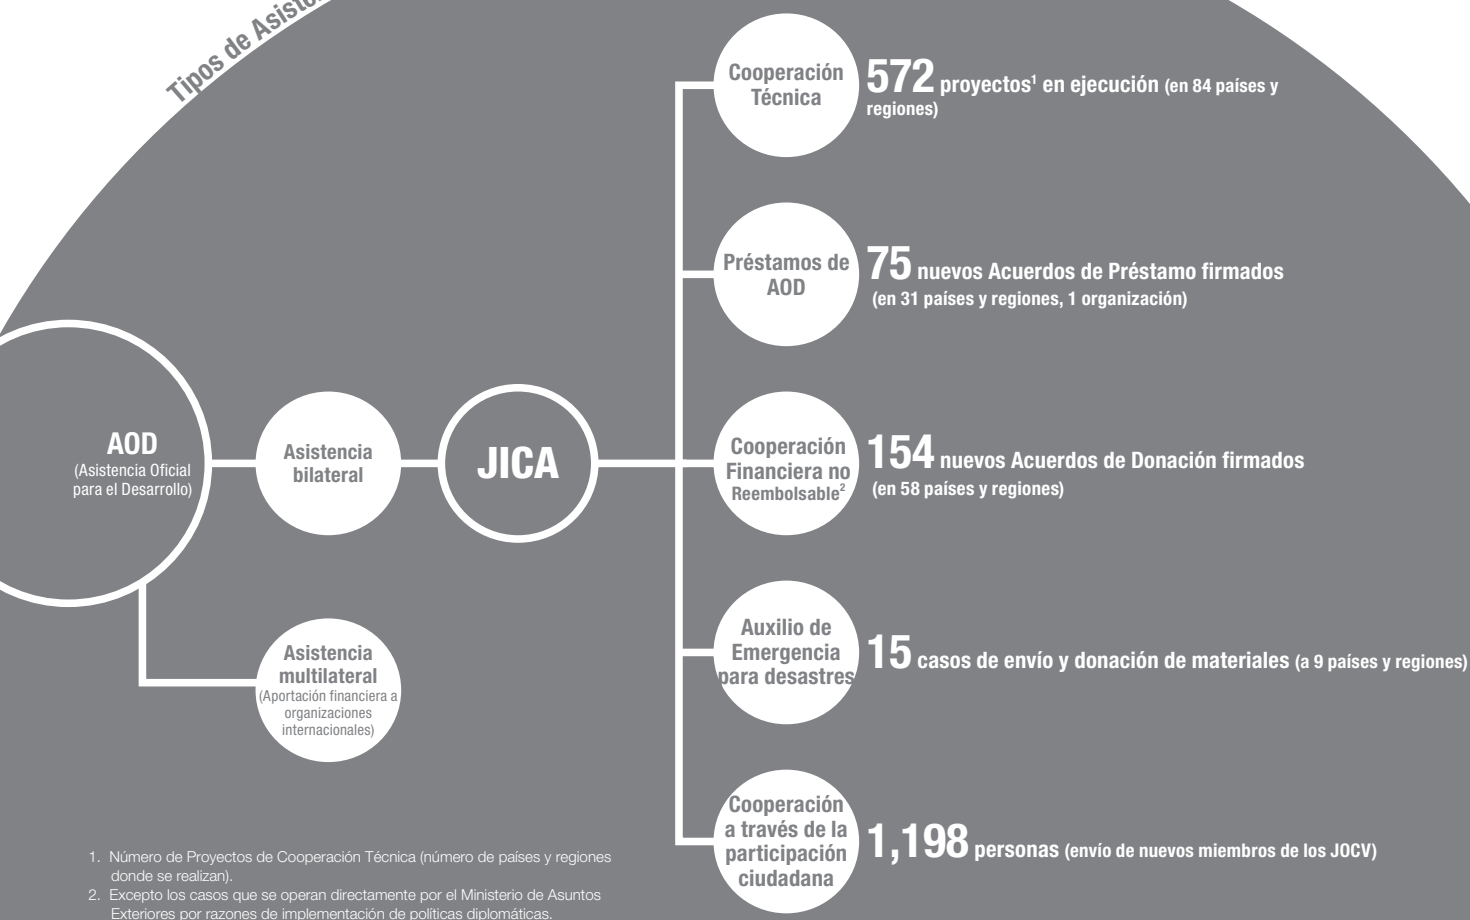 Tipos de
Cooperación
Técnica
572 proyectos¹ en ejecución (en 84 países y
regiones)
Préstamos de
AOD
75 nuevos Acuerdos de Préstamo firmados
(en 31 países y regiones, 1 organización)
AOD
(Asistencia Oficial
para el Desarrollo)
Asistencia
bilateral
JICA
Cooperación
Financiera no
Reembolsable²
154 nuevos Acuerdos de Donación firmados
(en 58 países y regiones)
Asistencia
multilateral
(Aportación financiera a
organizaciones
internacionales)
Auxilio de
Emergencia
para desastres
15 casos de envío y donación de materiales (a 9 países y regiones)
Cooperación
a través de la
participación
ciudadana
1,198 personas (envío de nuevos miembros de los JOCV)
1. Número de Proyectos de Cooperación Técnica (número de países y regiones
donde se realizan).
2. Excepto los casos que se operan directamente por el Ministerio de Asuntos
Exteriores por razones de implementación de políticas diplomáticas.